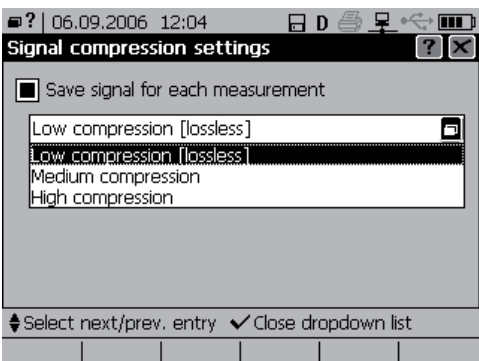 ? 06.09.2006 12:04 D
Signal compression settings ?
Save signal for each measurement
Low compression [lossless]
Low compression [lossless]
Medium compression
High compression
Select next/prev. entry Close dropdown list